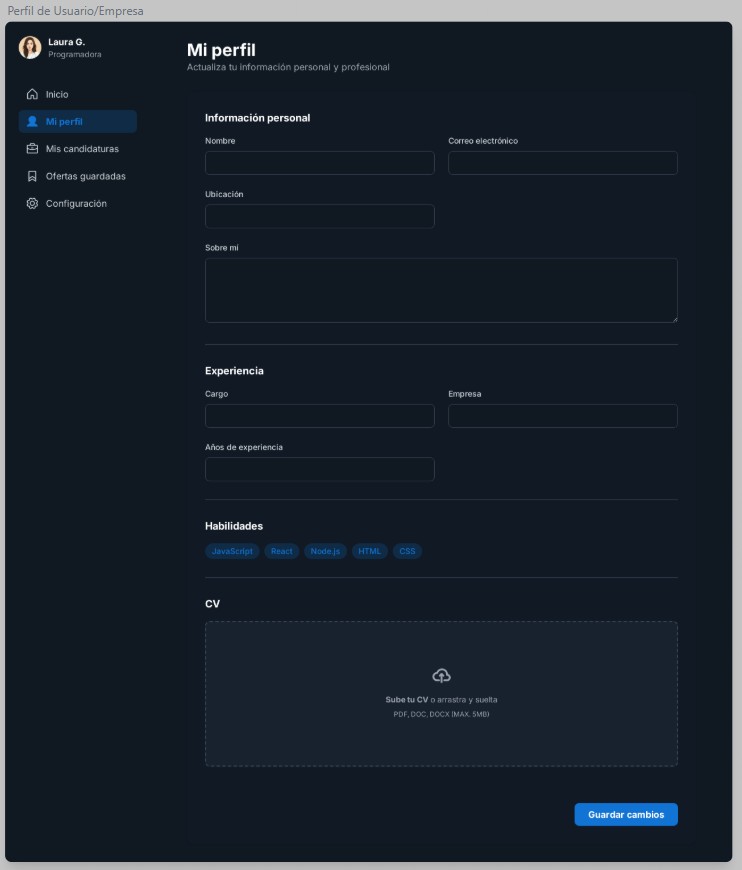 Perfil de Usuario/Empresa
Laura G.
Programadora
Inicio
Mi perfil
Mis candidaturas
Ofertas guardadas
Configuración
Mi perfil
Actualiza tu información personal y profesional
Información personal
Nombre
Correo electrónico
Ubicación
Sobre mí
Experiencia
Cargo
Empresa
Años de experiencia
Habilidades
JavaScript
React
Node.js
HTML
CSS
CV
Sube tu CV o arrastra y suelta
PDF, DOC, DOCX (MAX. 5MB)
Guardar cambios